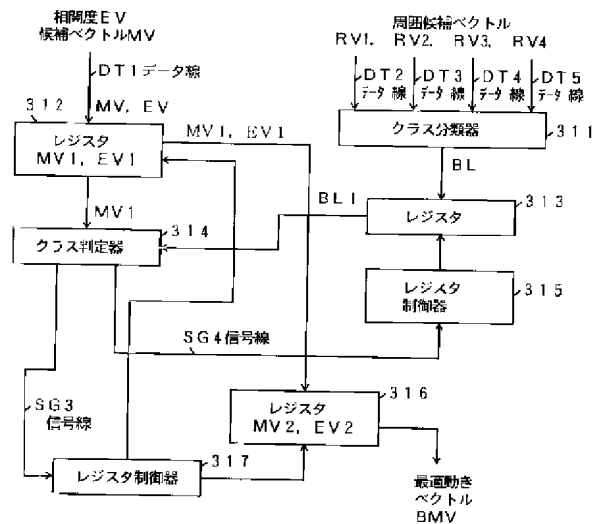 相関度EV
候補ベクトルMV
DT1データ線
MV, EV
312
レジスタ
MV1, EV1
MV1, EV1
MV1
314
クラス判定器
SG3
信号線
SG4信号線
レジスタ制御器
317
周囲候補ベクトル
RV1, RV2, RV3, RV4
DT2 DT3 DT4 DT5
データ線 データ線 データ線 データ線
クラス分類器
311
BL
BL1
レジスタ
313
レジスタ
制御器
315
レジスタ
MV2, EV2
316
最適動き
ベクトル
BMV